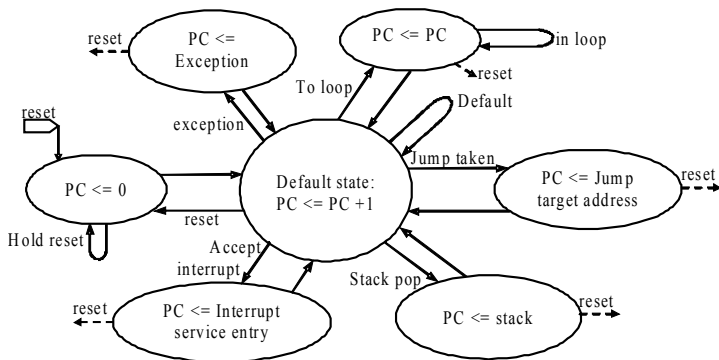 reset
PC <=
Exception
PC <= PC
in loop
To loop
reset
Default
exception
reset
PC <= 0
Default state:
PC <= PC +1
Jump taken
PC <= Jump
target address
reset
reset
Hold reset
Accept
interrupt
Stack pop
reset
PC <= Interrupt
service entry
PC <= stack
reset